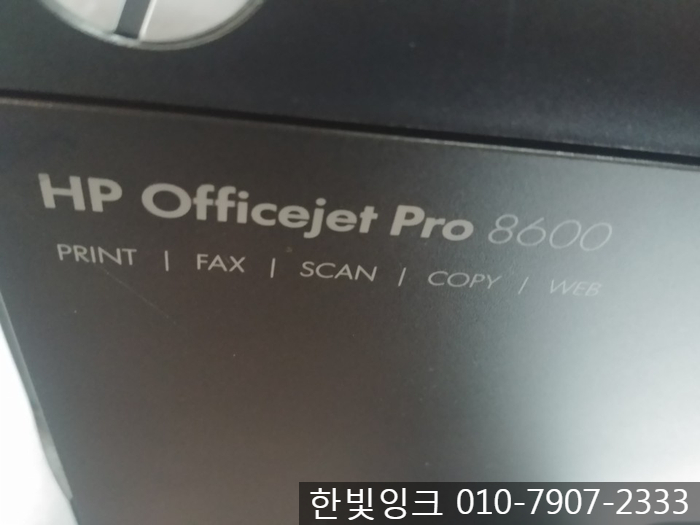 HP Officejet Pro 8600
PRINT | FAX | SCAN / COPY / WEB
한빛잉크 010-7907-2333